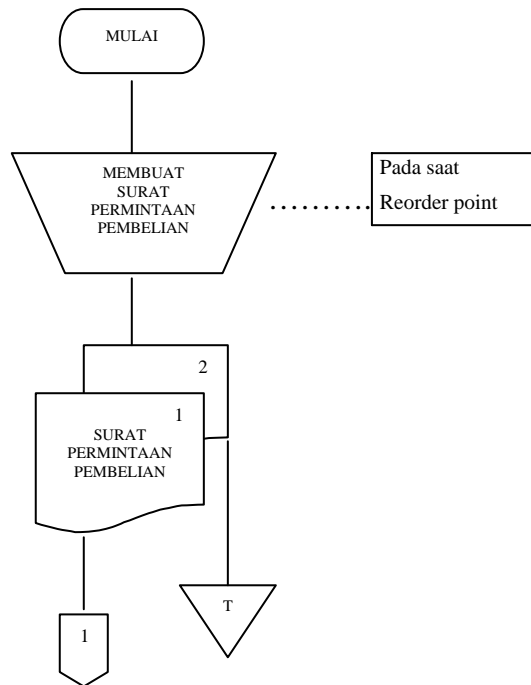 MULAI
MEMBUAT
SURAT
PERMINTAAN
PEMBELIAN
Pada saat
Reorder point
2
1
SURAT
PERMINTAAN
PEMBELIAN
T
1